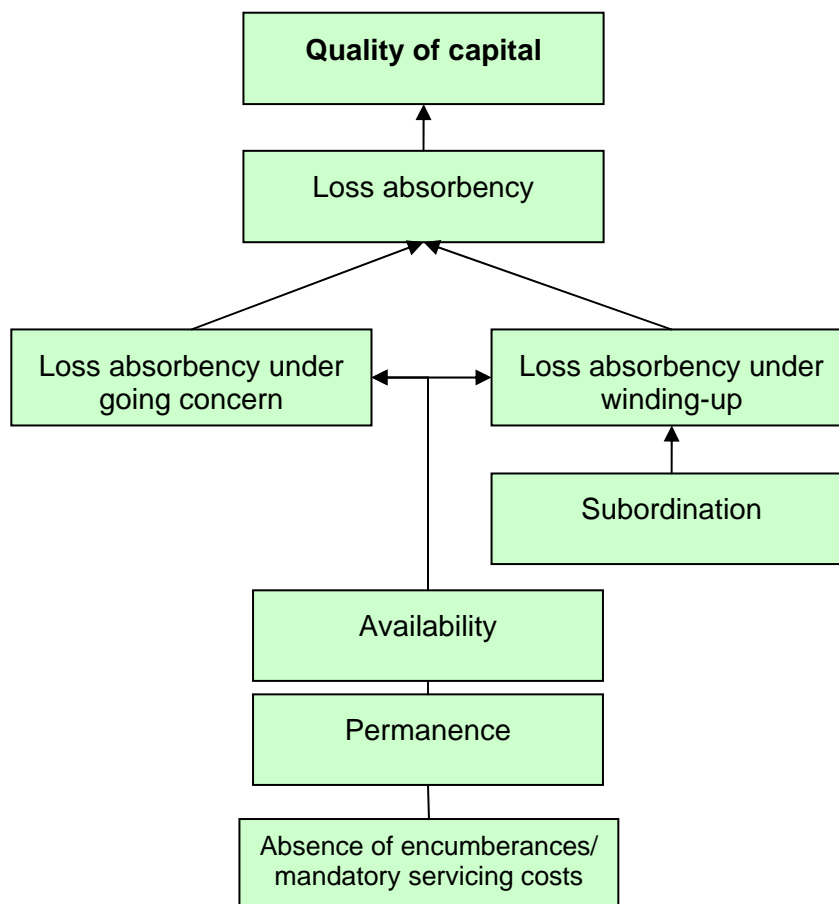 Quality of capital
Loss absorbency
Loss absorbency under
going concern
Loss absorbency under
winding-up
Subordination
Availability
Permanence
Absence of encumberances/
mandatory servicing costs